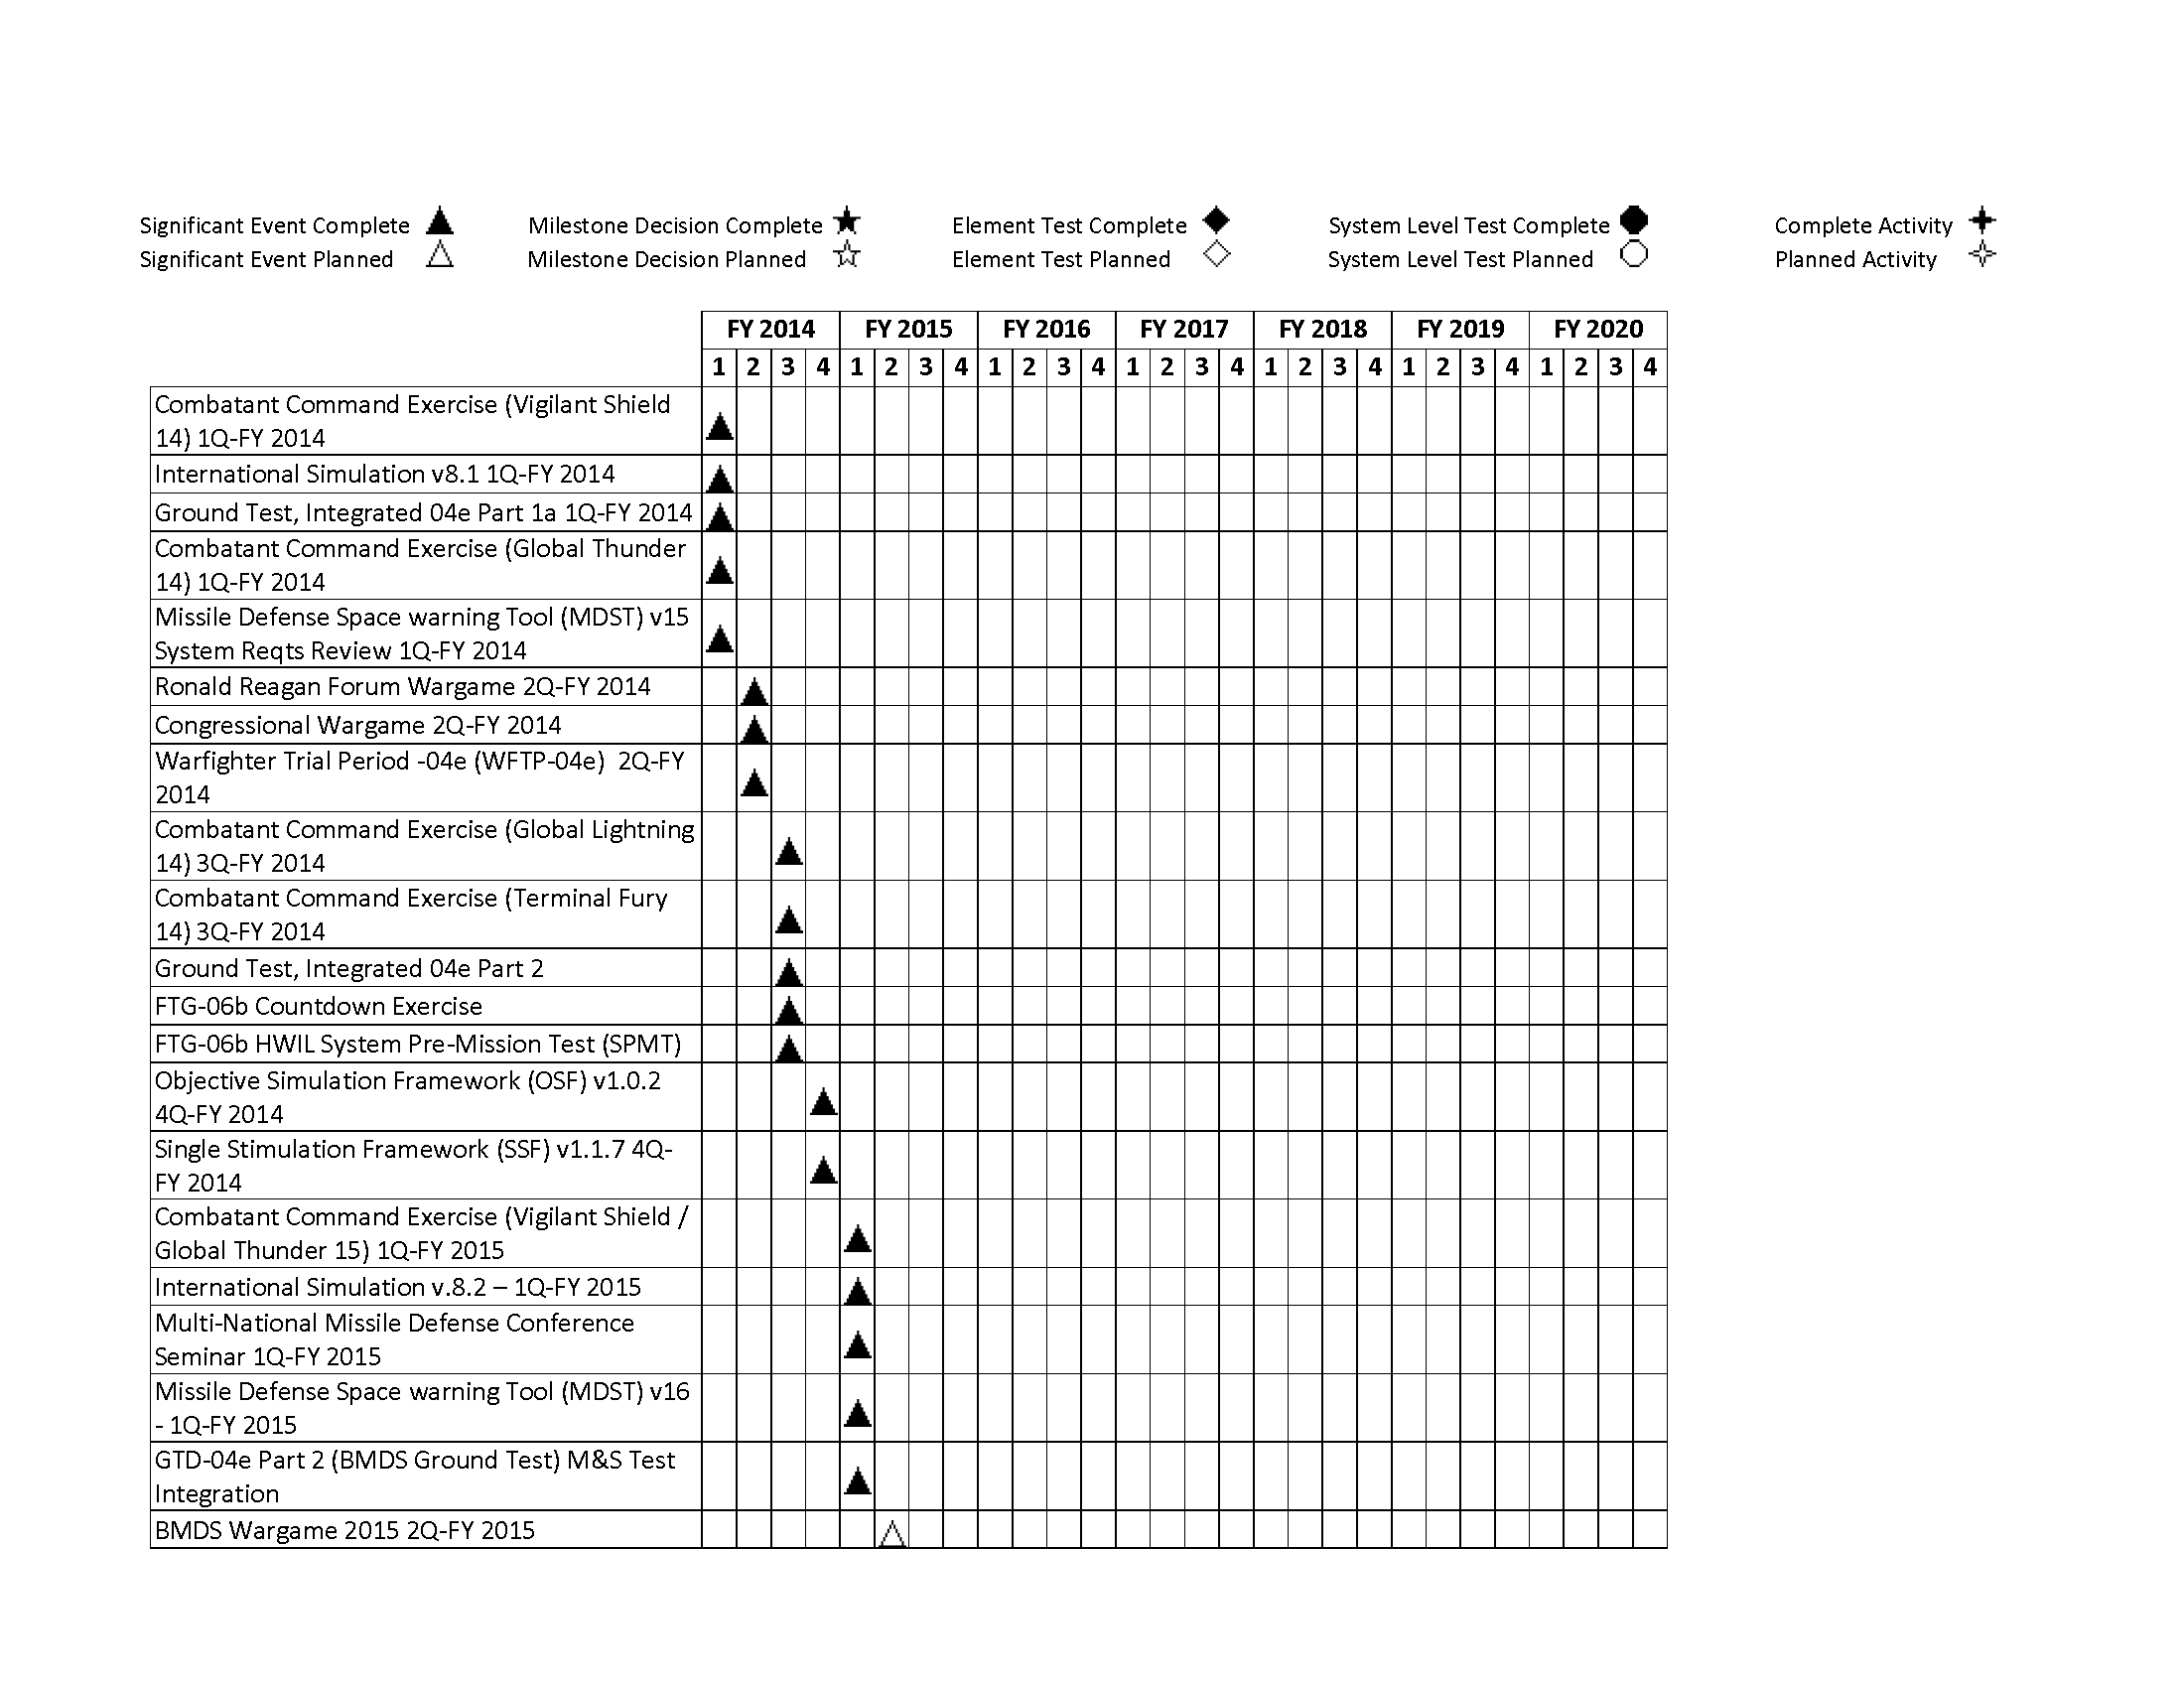 Significant Event Complete Milestone Decision Complete Element Test Complete System Level Test Complete Complete Activity
Significant Event Planned Milestone Decision Planned Element Test Planned System Level Test Planned Planned Activity
FY 2014 FY 2015 FY 2016 FY 2017 FY 2018 FY 2019 FY 2020
1 2 3 4 1 2 3 4 1 2 3 4 1 2 3 4 1 2 3 4 1 2 3 4 1 2 3 4
Combatant Command Exercise (Vigilant Shield
14) 1Q-FY 2014
International Simulation v8.1 1Q-FY 2014
Ground Test, Integrated 04e Part 1a 1Q-FY 2014
Combatant Command Exercise (Global Thunder
14) 1Q-FY 2014
Missile Defense Space warning Tool (MDST) v15
System Reqts Review 1Q-FY 2014
Ronald Reagan Forum Wargame 2Q-FY 2014
Congressional Wargame 2Q-FY 2014
Warfighter Trial Period -04e (WFTP-04e)  2Q-FY
2014
Combatant Command Exercise (Global Lightning
14) 3Q-FY 2014
Combatant Command Exercise (Terminal Fury
14) 3Q-FY 2014
Ground Test, Integrated 04e Part 2
FTG-06b Countdown Exercise
FTG-06b HWIL System Pre-Mission Test (SPMT)
Objective Simulation Framework (OSF) v1.0.2
4Q-FY 2014
Single Stimulation Framework (SSF) v1.1.7 4Q-
FY 2014
Combatant Command Exercise (Vigilant Shield /
Global Thunder 15) 1Q-FY 2015
International Simulation v.8.2 – 1Q-FY 2015
Multi-National Missile Defense Conference
Seminar 1Q-FY 2015
Missile Defense Space warning Tool (MDST) v16
- 1Q-FY 2015
GTD-04e Part 2 (BMDS Ground Test) M&S Test
Integration
BMDS Wargame 2015 2Q-FY 2015